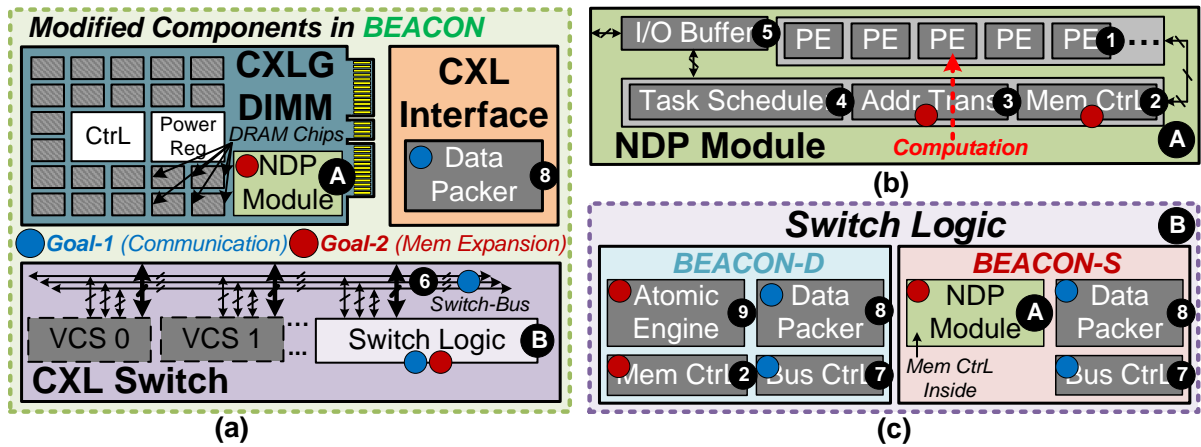 Modified Components in BEACON
CXLG
DIMM
DRAM Chips
CtrL
Power
Reg
NDP
Module
A
CXL
Interface
Data
Packer
8
Goal-1 (Communication)
Goal-2 (Mem Expansion)
6
Switch-Bus
VCS 0
VCS 1
...
Switch Logic
B
CXL Switch
(a)
I/O Buffer
5
PE
PE
PE
PE
PE
1
...
Task Schedule
4
Addr Trans
3
Mem Ctrl
2
Computation
NDP Module
A
(b)
Switch Logic
B
BEACON-D
Atomic
Engine
9
Data
Packer
8
Mem CtrL
2
Bus CtrL
7
BEACON-S
NDP
Module
A
Mem CtrL
Inside
Data
Packer
8
Bus CtrL
7
(c)